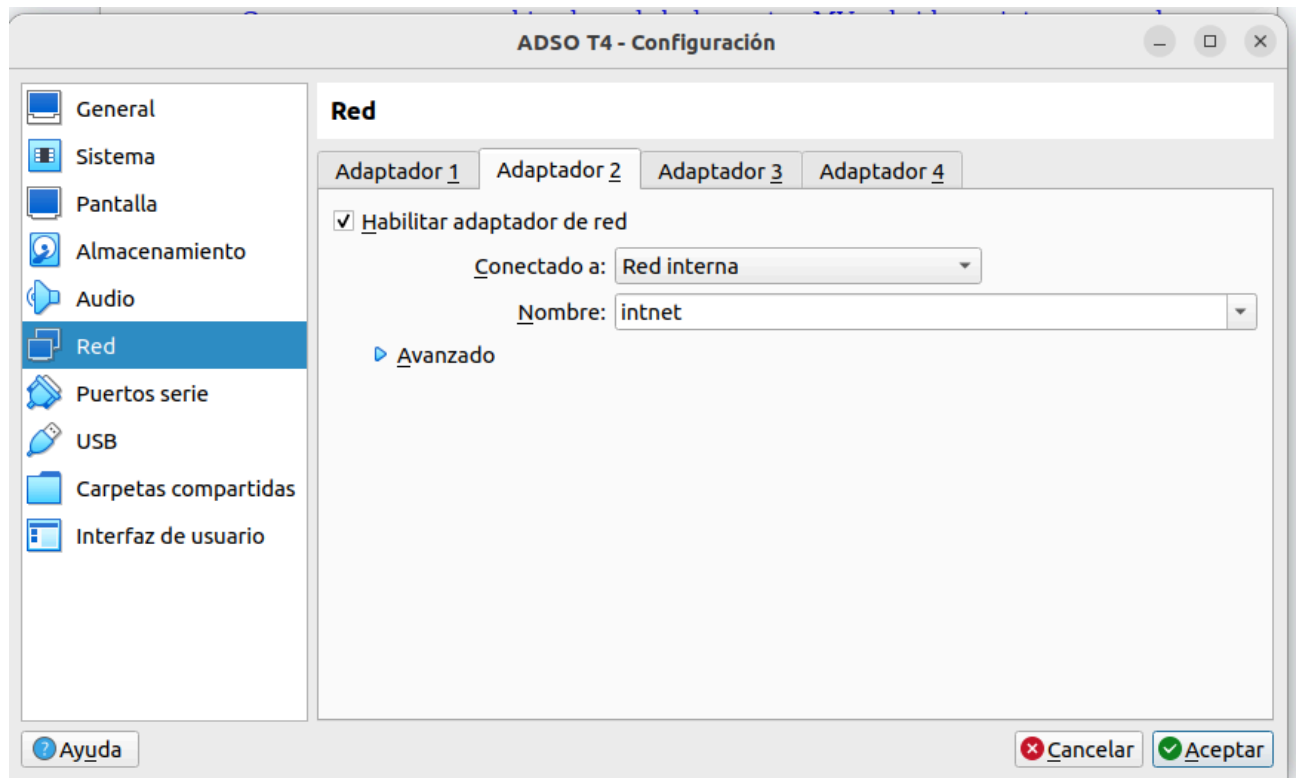 ADSO T4 - Configuración
General
Sistema
Pantalla
Almacenamiento
Audio
Red
Puertos serie
USB
Carpetas compartidas
Interfaz de usuario
Red
Adaptador 1 Adaptador 2 Adaptador 3 Adaptador 4
Habilitar adaptador de red
Conectado a: Red interna
Nombre: intnet
Avanzado
Ayuda Cancelar Aceptar